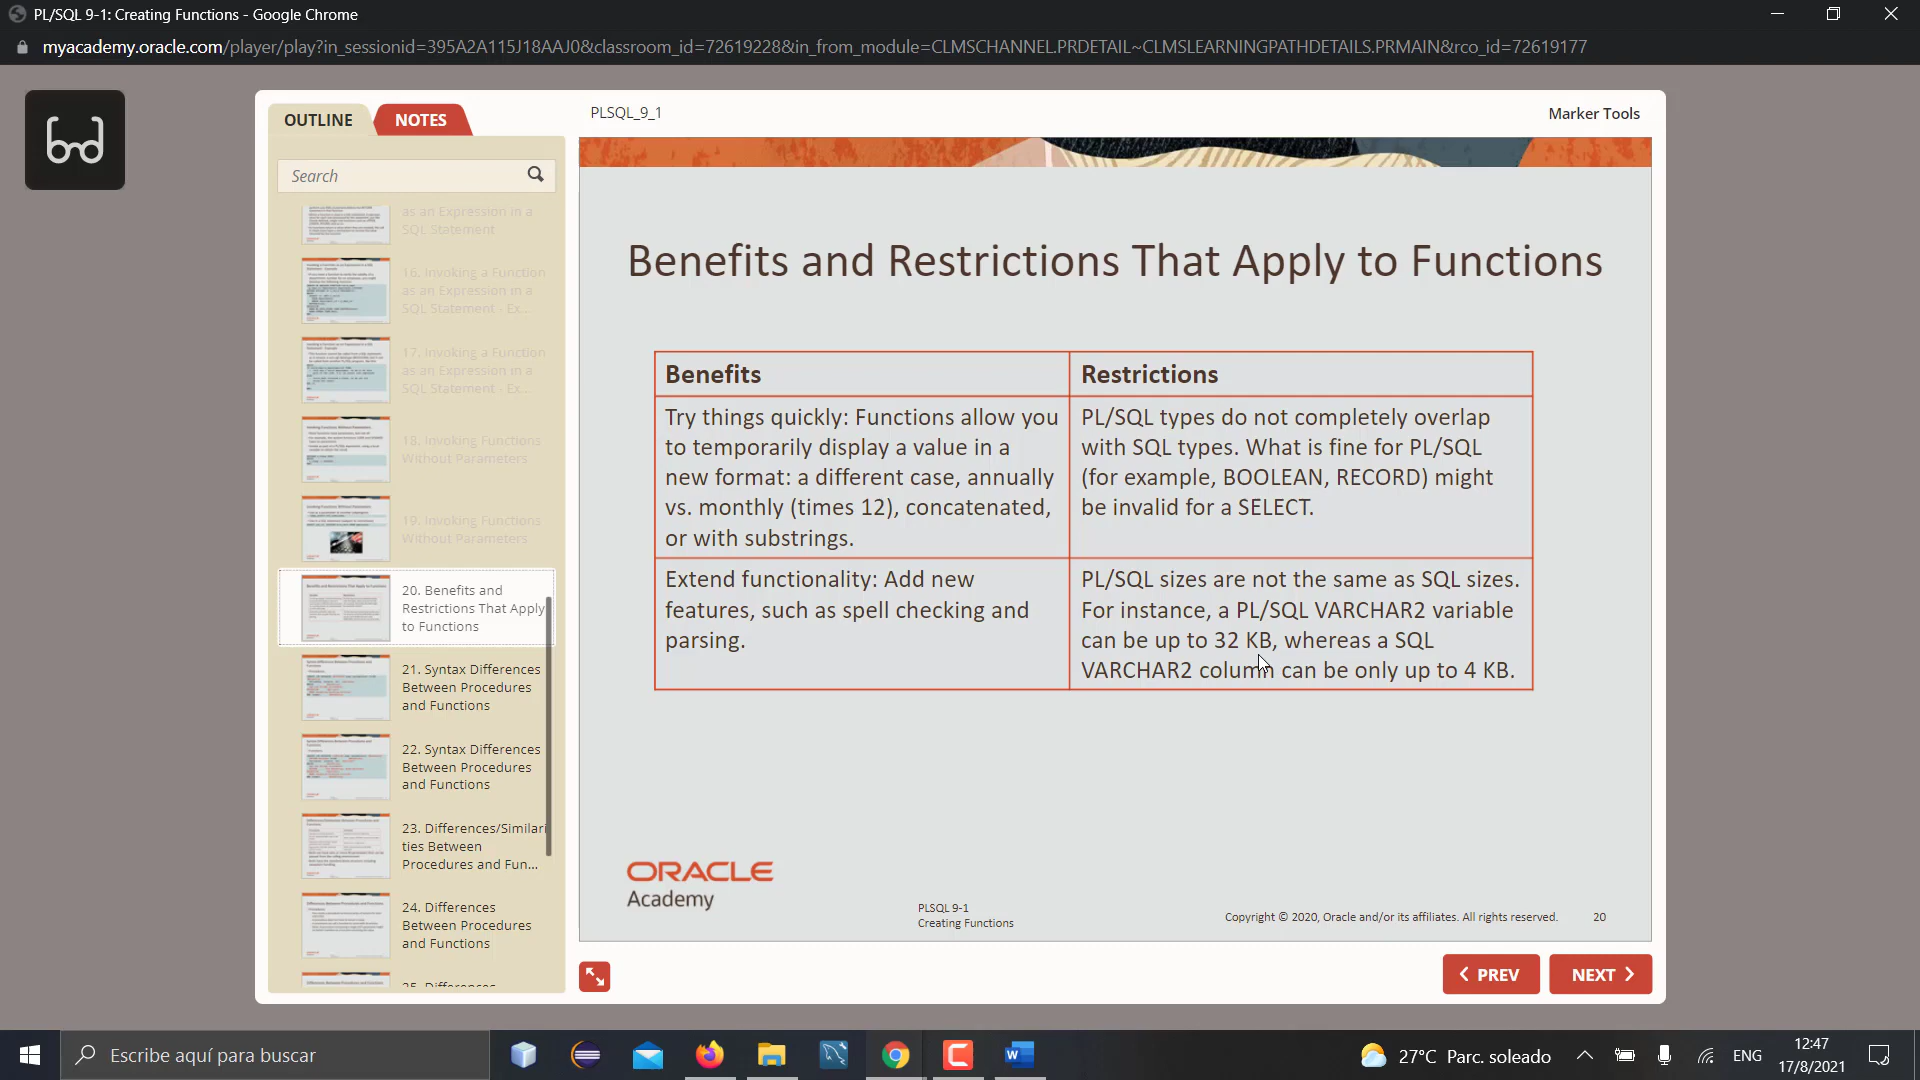 PL/SQL 9-1: Creating Functions - Google Chrome
myacademy.oracle.com/player/play?in_sessionid=395A2A115J18AAJ0&classroom_id=72619228&in_from_module=CLMSCHANNEL.PRDETAIL~CLMSLEARNINGPATHDETAILS.PRMAIN&rco_id=72619177
OUTLINE
NOTES
PLSQL_9_1
Marker Tools
Search
as an Expression in a
SQL Statement
16. Invoking a Function
as an Expression in a
SQL Statement - Ex...
17. Invoking a Function
as an Expression in a
SQL Statement - Ex...
18. Invoking Functions
Without Parameters
19. Invoking Functions
Without Parameters
20. Benefits and
Restrictions That Apply
to Functions
21. Syntax Differences
Between Procedures
and Functions
22. Syntax Differences
Between Procedures
and Functions
23. Differences/Similari
ties Between
Procedures and Fun...
24. Differences
Between Procedures
and Functions
25. Differences
Benefits and Restrictions That Apply to Functions
Benefits
Restrictions
Try things quickly: Functions allow you
to temporarily display a value in a
new format: a different case, annually
vs. monthly (times 12), concatenated,
or with substrings.
PL/SQL types do not completely overlap
with SQL types. What is fine for PL/SQL
(for example, BOOLEAN, RECORD) might
be invalid for a SELECT.
Extend functionality: Add new
features, such as spell checking and
parsing.
PL/SQL sizes are not the same as SQL sizes.
For instance, a PL/SQL VARCHAR2 variable
can be up to 32 KB, whereas a SQL
VARCHAR2 column can be only up to 4 KB.
ORACLE
Academy
PLSQL 9-1
Creating Functions
Copyright © 2020, Oracle and/or its affiliates. All rights reserved.
20
PREV
NEXT
Escribe aquí para buscar
27°C Parc. soleado
ENG
12:47
17/8/2021